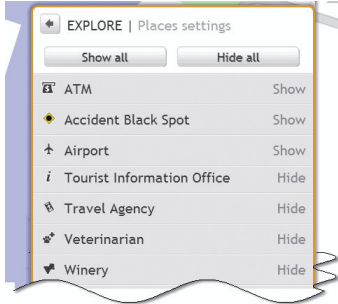 EXPLORE | Places settings
Show all Hide all
ATM Show
Accident Black Spot Show
Airport Show
Tourist Information Office Hide
Travel Agency Hide
Veterinarian Hide
Winery Hide